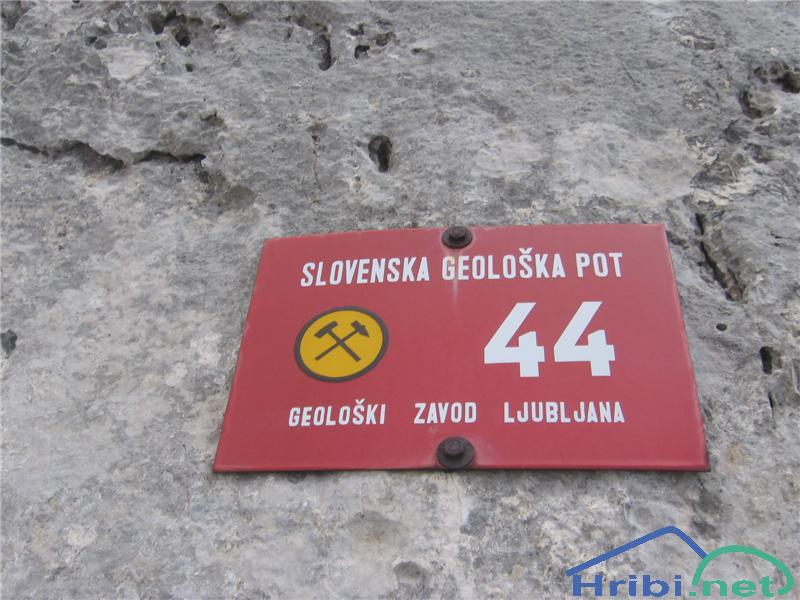 SLOVENSKA GEOLOŠKA POT
44
GEOLOŠKI ZAVOD LJUBLJANA
Hribi.net